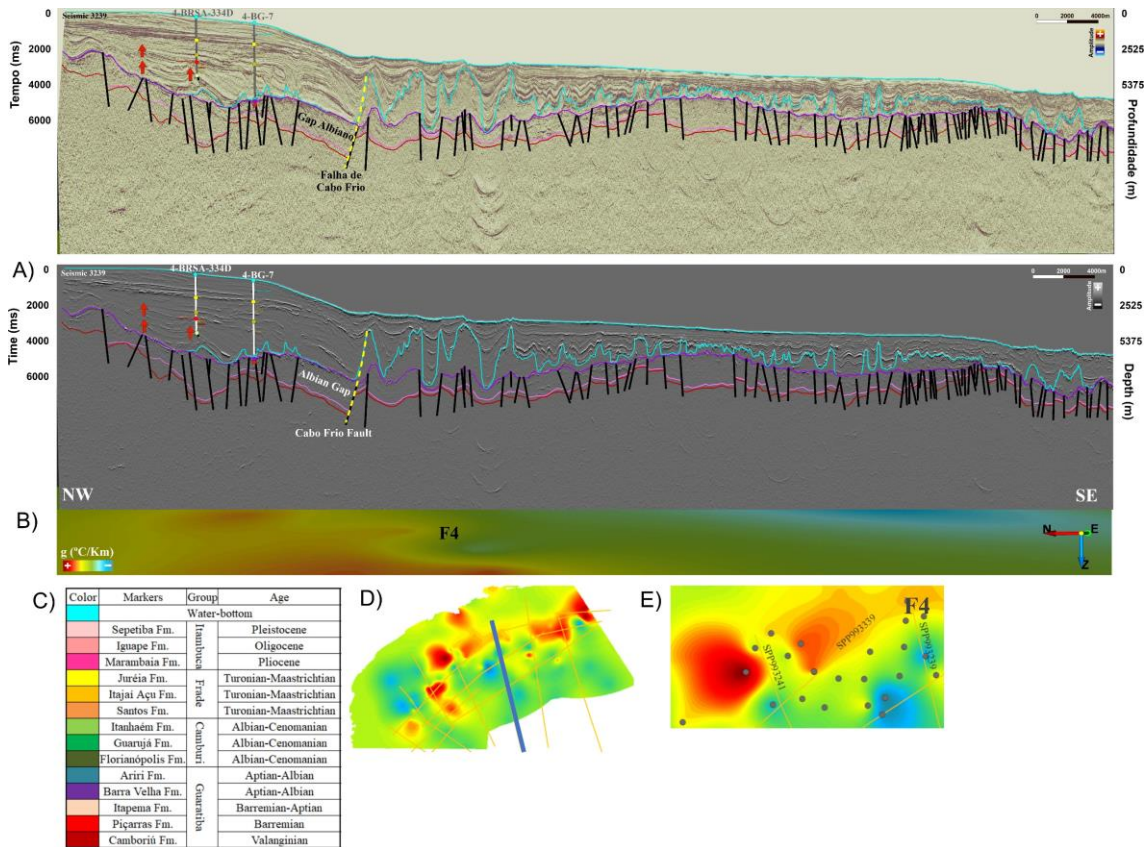 4-BRSA-334D
4-BG-7
Seismic 3239
0
2000
4000
6000
Tempo (ms)
0
2000
4000m
Amplitude
0
2525
5375
Profundidade (m)
Gap Albiano
Falha de
Cabo Frio
A)
4-BRSA-334D
4-BG-7
Seismic 3239
0
2000
4000
6000
Time (ms)
0
2000
4000m
Amplitude
0
2525
5375
Depth (m)
Albian Gap
Cabo Frio Fault
NW
SE
B)
F4
g (ºC/Km)
N
E
Z
C)
Color Markers Group Age
Water-bottom
Sepetiba Fm. Pleistocene
Iguape Fm. Oligocene
Marambaia Fm. Pliocene
Itambuca
Juréia Fm. Turonian-Maastrichtian
Itajai Açu Fm. Turonian-Maastrichtian
Santos Fm. Turonian-Maastrichtian
Frade
Itanhaém Fm. Albian-Cenomanian
Guarujá Fm. Albian-Cenomanian
Florianópolis Fm. Albian-Cenomanian
Camburi
Ariri Fm. Aptian-Albian
Barra Velha Fm. Aptian-Albian
Itapema Fm. Barremian-Aptian
Piçarras Fm. Barremian
Camboriú Fm. Valanginian
Guaratiba
D)
E)
F4
SPP993339
SPP993241
SPP993239